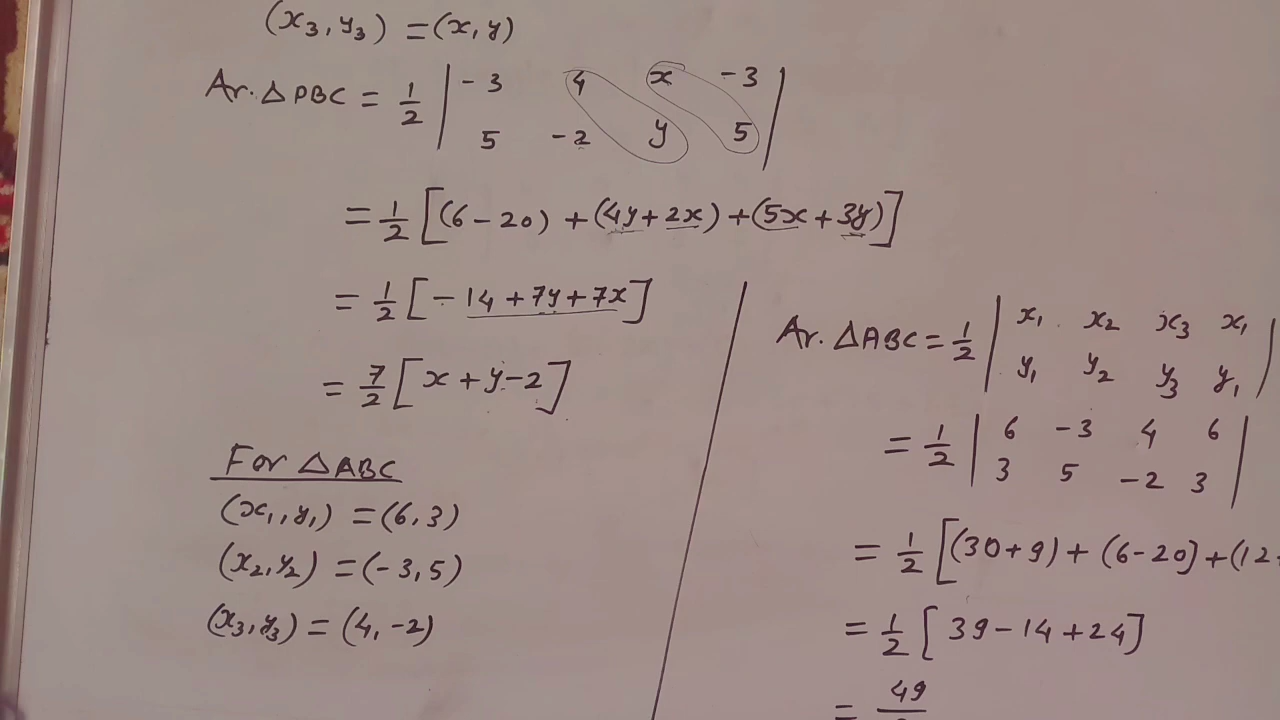 (x₃, y₃) = (x, y)
Ar. △PBC = 1/2 | -3 4 x -3
5 -2 y 5 |
= 1/2 [(6 - 20) + (4y + 2x) + (5x + 3y)]
= 1/2 [-14 + 7y + 7x]
= 7/2 [x + y - 2]
For △ABC
(x₁, y₁) = (6, 3)
(x₂, y₂) = (-3, 5)
(x₃, y₃) = (4, -2)
Ar. △ABC = 1/2 | x₁ x₂ x₃ x₁
y₁ y₂ y₃ y₁ |
= 1/2 | 6 -3 4 6
3 5 -2 3 |
= 1/2 [(30 + 9) + (6 - 20) + (12 +
= 1/2 [39 - 14 + 24]
= 49